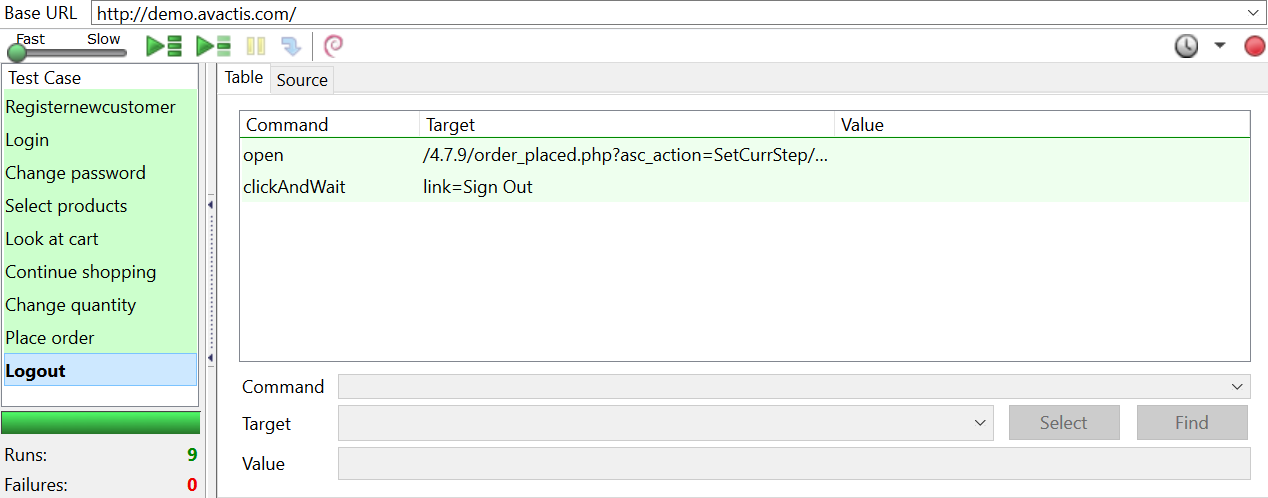 Base URL http://demo.avactis.com/
Fast Slow
Test Case
Registernewcustomer
Login
Change password
Select products
Look at cart
Continue shopping
Change quantity
Place order
Logout
Runs: 9
Failures: 0
Table Source
Command Target Value
open /4.7.9/order_placed.php?asc_action=SetCurrStep/...
clickAndWait link=Sign Out
Command
Target Select Find
Value